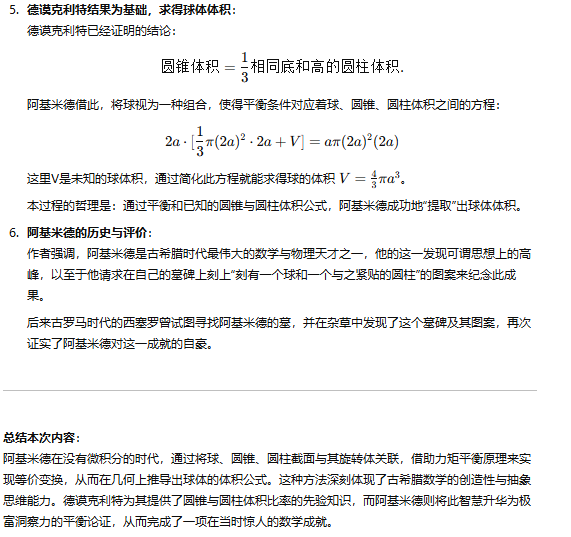 5. 德谟克利特结果为基础，求得球体体积：
德谟克利特已经证明的结论：
圆锥体积 = 1/3 相同底和高的圆柱体积.
阿基米德借此，将球视为一种组合，使得平衡条件对应着球、圆锥、圆柱体积之间的方程：
2a · [1/3 π(2a)² · 2a + V] = aπ(2a)²(2a)
这里V是未知的球体积，通过简化此方程就能求得球的体积 V = 4/3 πa³。
本过程的哲理是：通过平衡和已知的圆锥与圆柱体积公式，阿基米德成功地“提取”出球体体积。
6. 阿基米德的历史与评价：
作者强调，阿基米德是古希腊时代最伟大的数学与物理天才之一，他的这一发现可谓思想上的高
峰，以至于他请求在自己的墓碑上刻上“刻有一个球和一个与之紧贴的圆柱”的图案来纪念此成
果。
后来古罗马时代的西塞罗曾试图寻找阿基米德的墓，并在杂草中发现了这个墓碑及其图案，再次
证实了阿基米德对这一成就的自豪。
总结本次内容：
阿基米德在没有微积分的时代，通过将球、圆锥、圆柱截面与其旋转体关联，借助力矩平衡原理来实
现等价变换，从而在几何上推导出球体的体积公式。这种方法深刻体现了古希腊数学的创造性与抽象
思维能力。德谟克利特为其提供了圆锥与圆柱体积比率的先验知识，而阿基米德则将此智慧升华为极
富洞察力的平衡论证，从而完成了一项在当时惊人的数学成就。